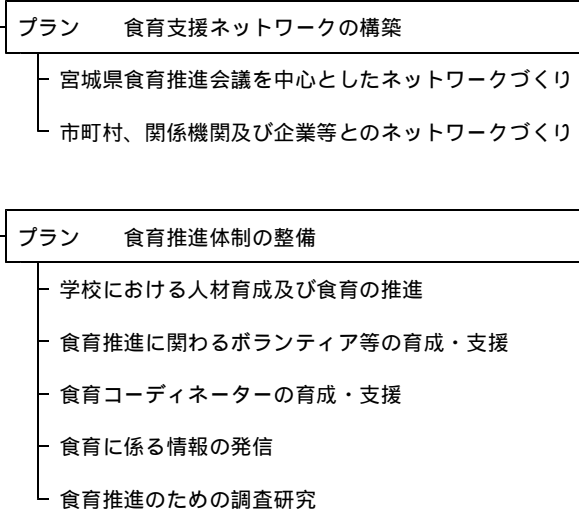 プラン　　食育支援ネットワークの構築
宮城県食育推進会議を中心としたネットワークづくり
市町村、関係機関及び企業等とのネットワークづくり
プラン　　食育推進体制の整備
学校における人材育成及び食育の推進
食育推進に関わるボランティア等の育成・支援
食育コーディネーターの育成・支援
食育に係る情報の発信
食育推進のための調査研究